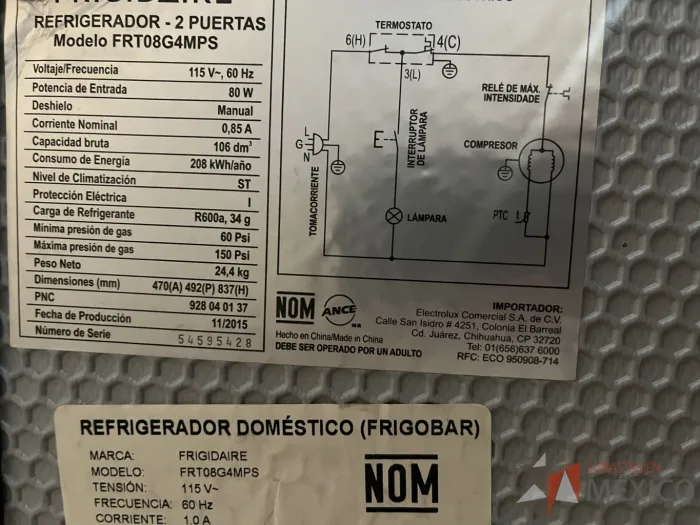 FRIGIDAIRE
REFRIGERADOR - 2 PUERTAS
Modelo FRT08G4MPS
Voltaje/Frecuencia 115 V~, 60 Hz
Potencia de Entrada 80 W
Deshielo Manual
Corriente Nominal 0,85 A
Capacidad bruta 106 dm³
Consumo de Energía 208 kWh/año
Nivel de Climatización ST
Protección Eléctrica I
Carga de Refrigerante R600a, 34 g
Mínima presión de gas 60 Psi
Máxima presión de gas 150 Psi
Peso Neto 24,4 kg
Dimensiones (mm) 470(A) 492(P) 837(H)
PNC 928 04 01 37
Fecha de Producción 11/2015
Número de Serie 54595428
TERMOSTATO
6(H) 4(C)
3(L)
RELÉ DE MÁX.
INTENSIDADE
L
G
N
TOMACORRIENTE
E
INTERRUPTOR
DE LÁMPARA
COMPRESOR
LÁMPARA
PTC
NOM ANCE
Hecho en China/Made in China
DEBE SER OPERADO POR UN ADULTO
IMPORTADOR:
Electrolux Comercial S.A. de C.V.
Calle San Isidro # 4251, Colonia El Barreal
Cd. Juárez, Chihuahua, CP 32720
Tel: 01(656)637 6000
RFC: ECO 950908-714
REFRIGERADOR DOMÉSTICO (FRIGOBAR)
MARCA: FRIGIDAIRE
MODELO: FRT08G4MPS
TENSIÓN: 115 V~
FRECUENCIA: 60 Hz
CORRIENTE: 1.0 A
NOM
MÉXICO